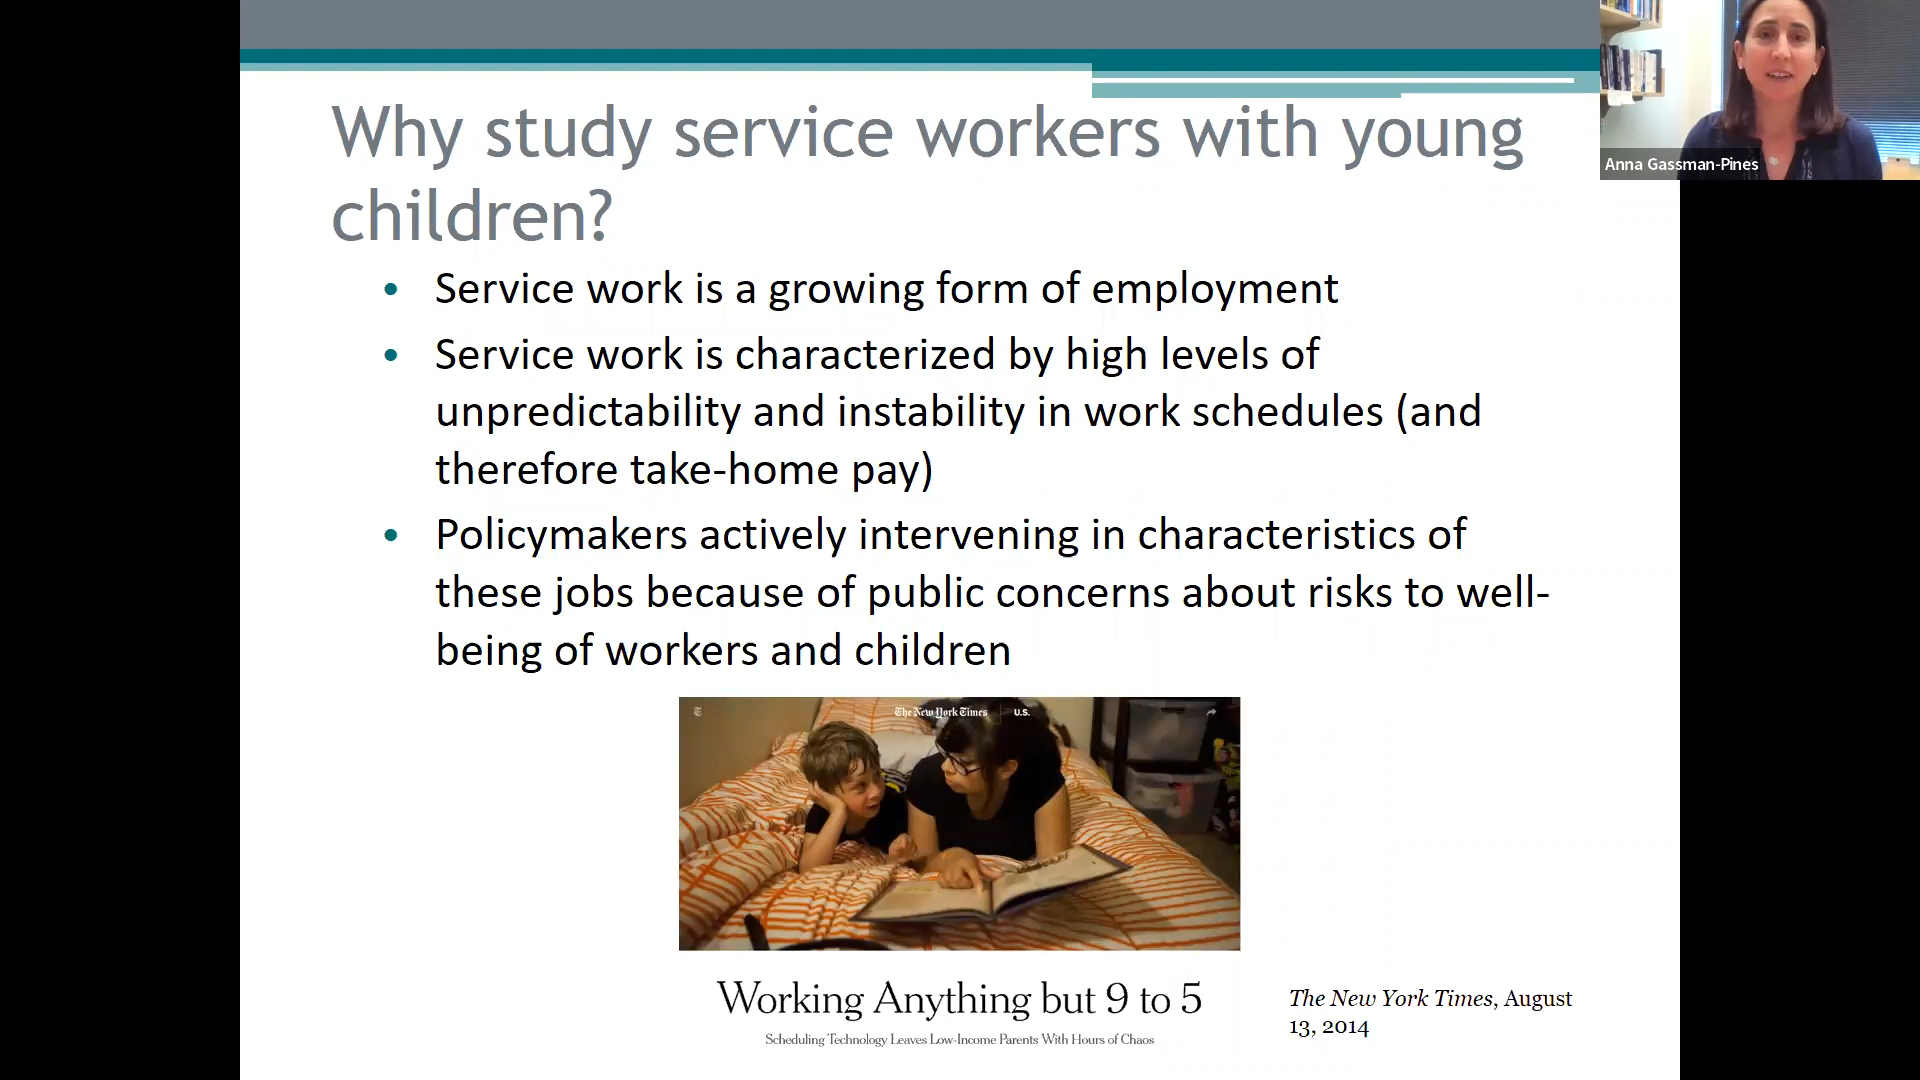 Why study service workers with young
children?
• Service work is a growing form of employment
• Service work is characterized by high levels of
unpredictability and instability in work schedules (and
therefore take-home pay)
• Policymakers actively intervening in characteristics of
these jobs because of public concerns about risks to well-
being of workers and children
The New York Times U.S.
Working Anything but 9 to 5
Scheduling Technology Leaves Low-Income Parents With Hours of Chaos
The New York Times, August
13, 2014
Anna Gassman-Pines